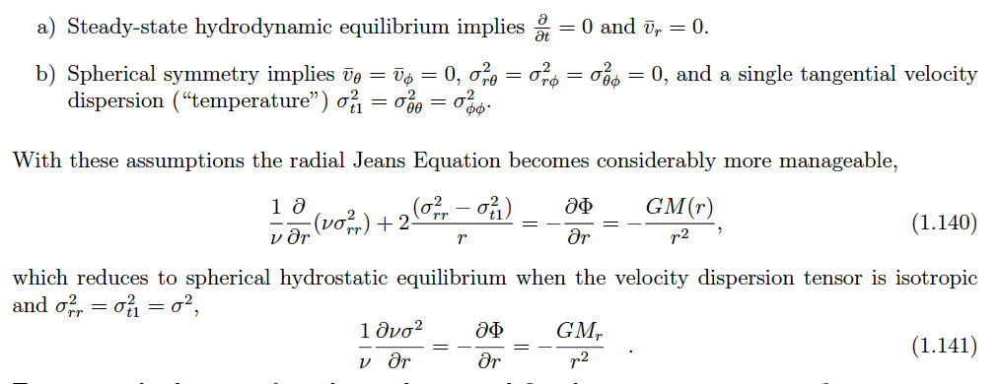 a) Steady-state hydrodynamic equilibrium implies $\frac{\partial}{\partial t} = 0$ and $\bar{v}_r = 0$.
b) Spherical symmetry implies $\bar{v}_\theta = \bar{v}_\phi = 0$, $\sigma^2_{r\theta} = \sigma^2_{r\phi} = \sigma^2_{\theta\phi} = 0$, and a single tangential velocity
dispersion (“temperature”) $\sigma^2_{t1} = \sigma^2_{\theta\theta} = \sigma^2_{\phi\phi}$.
With these assumptions the radial Jeans Equation becomes considerably more manageable,
$\frac{1}{\nu}\frac{\partial}{\partial r}(\nu\sigma^2_{rr}) + 2\frac{(\sigma^2_{rr} - \sigma^2_{t1})}{r} = -\frac{\partial\Phi}{\partial r} = -\frac{GM(r)}{r^2},$ (1.140)
which reduces to spherical hydrostatic equilibrium when the velocity dispersion tensor is isotropic
and $\sigma^2_{rr} = \sigma^2_{t1} = \sigma^2$,
$\frac{1}{\nu}\frac{\partial\nu\sigma^2}{\partial r} = -\frac{\partial\Phi}{\partial r} = -\frac{GM_r}{r^2}$ . (1.141)